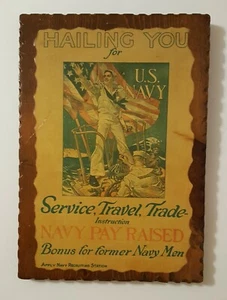 HAILING YOU
for
U.S.
NAVY
Service, Travel, Trade-
Instruction
NAVY PAY RAISED
Bonus for former Navy Men
APPLY NAVY RECRUITING STATION